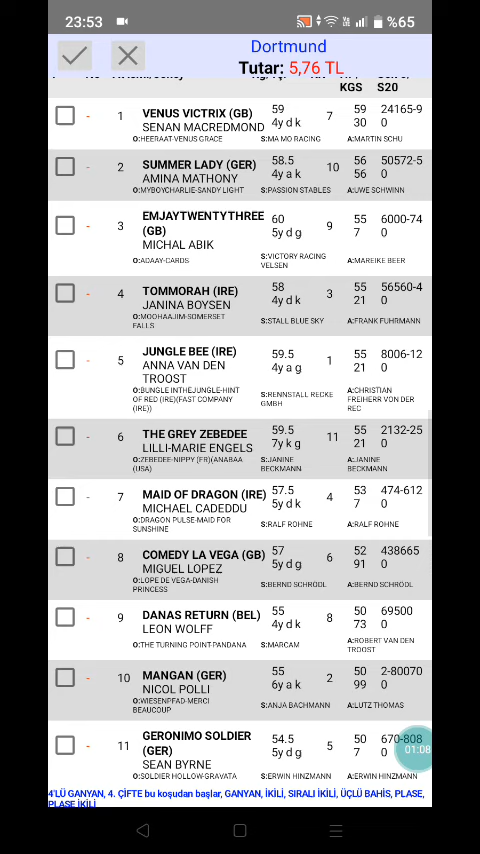 23:53 %65
Dortmund
Tutar: 5,76 TL
KGS S20
1 VENUS VICTRIX (GB) 59 7 59 24165-9
SENAN MACREDMOND 4y d k 30 0
O:HEERAAT-VENUS GRACE S:MA MO RACING A:MARTIN SCHU
2 SUMMER LADY (GER) 58.5 10 56 50572-5
AMINA MATHONY 4y a k 56 0
O:MYBOYCHARLIE-SANDY LIGHT S:PASSION STABLES A:UWE SCHWINN
3 EMJAYTWENTYTHREE 60 9 55 6000-74
(GB) 5y d g 7 0
MICHAL ABIK
O:ADAAY-CARDS S:VICTORY RACING A:MAREIKE BEER
VELSEN
4 TOMMORAH (IRE) 58 3 55 56560-4
JANINA BOYSEN 4y d k 21 0
O:MOOHAAJIM-SOMERSET S:STALL BLUE SKY A:FRANK FUHRMANN
FALLS
5 JUNGLE BEE (IRE) 59.5 1 55 8006-12
ANNA VAN DEN 4y a g 21 0
TROOST
O:BUNGLE INTHEJUNGLE-HINT S:RENNSTALL RECKE A:CHRISTIAN
OF RED (IRE)(FAST COMPANY GMBH FREIHERR VON DER
(IRE)) REC
6 THE GREY ZEBEDEE 59.5 11 55 2132-25
LILLI-MARIE ENGELS 7y k g 21 0
O:ZEBEDEE-NIPPY (FR)(ANABAA S:JANINE A:JANINE
(USA) BECKMANN BECKMANN
7 MAID OF DRAGON (IRE) 57.5 4 53 474-612
MICHAEL CADEDDU 5y d k 7 0
O:DRAGON PULSE-MAID FOR S:RALF ROHNE A:RALF ROHNE
SUNSHINE
8 COMEDY LA VEGA (GB) 57 6 52 438665
MIGUEL LOPEZ 5y d g 91 0
O:LOPE DE VEGA-DANISH S:BERND SCHRÖDL A:BERND SCHRÖDL
PRINCESS
9 DANAS RETURN (BEL) 55 8 50 69500
LEON WOLFF 4y d k 73 0
O:THE TURNING POINT-PANDANA S:MARCAM A:ROBERT VAN DEN
TROOST
10 MANGAN (GER) 55 2 50 2-80070
NICOL POLLI 6y a k 99 0
O:WIESENPFAD-MERCI S:ANJA BACHMANN A:LUTZ THOMAS
BEAUCOUP
11 GERONIMO SOLDIER 54.5 5 50 670-808
(GER) 5y d g 7 0
SEAN BYRNE 01:08
O:SOLDIER HOLLOW-GRAVATA S:ERWIN HINZMANN A:ERWIN HINZMANN
4'LÜ GANYAN, 4. ÇİFTE bu koşudan başlar, GANYAN, İKİLİ, SIRALI İKİLİ, ÜÇLÜ BAHİS, PLASE,
PLASE İKİLİ